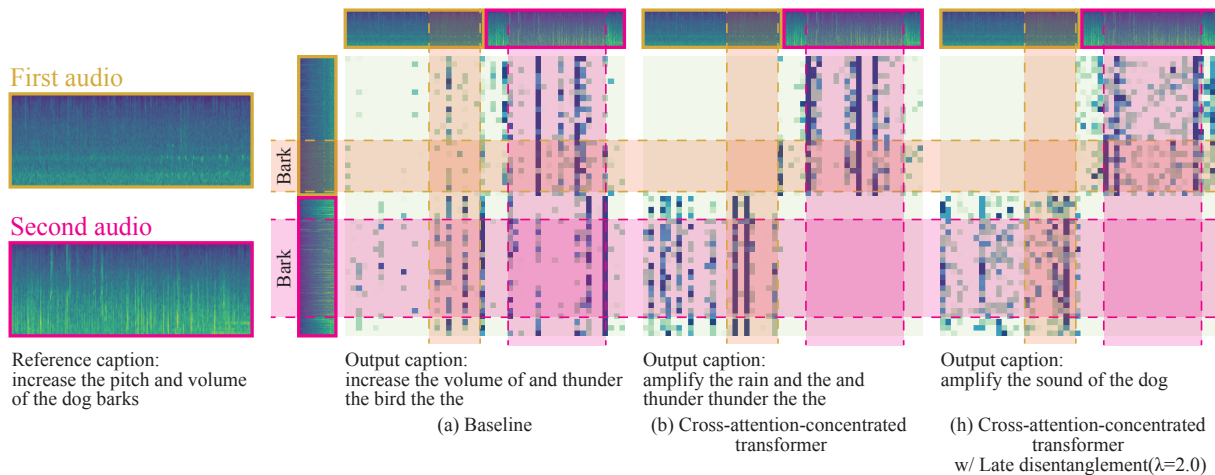 First audio
Second audio
Bark
Bark
Reference caption:
increase the pitch and volume
of the dog barks
Output caption:
increase the volume of and thunder
the bird the the
(a) Baseline
Output caption:
amplify the rain and the and
thunder thunder the the
(b) Cross-attention-concentrated
transformer
Output caption:
amplify the sound of the dog
(h) Cross-attention-concentrated
transformer
w/ Late disentanglement(λ=2.0)